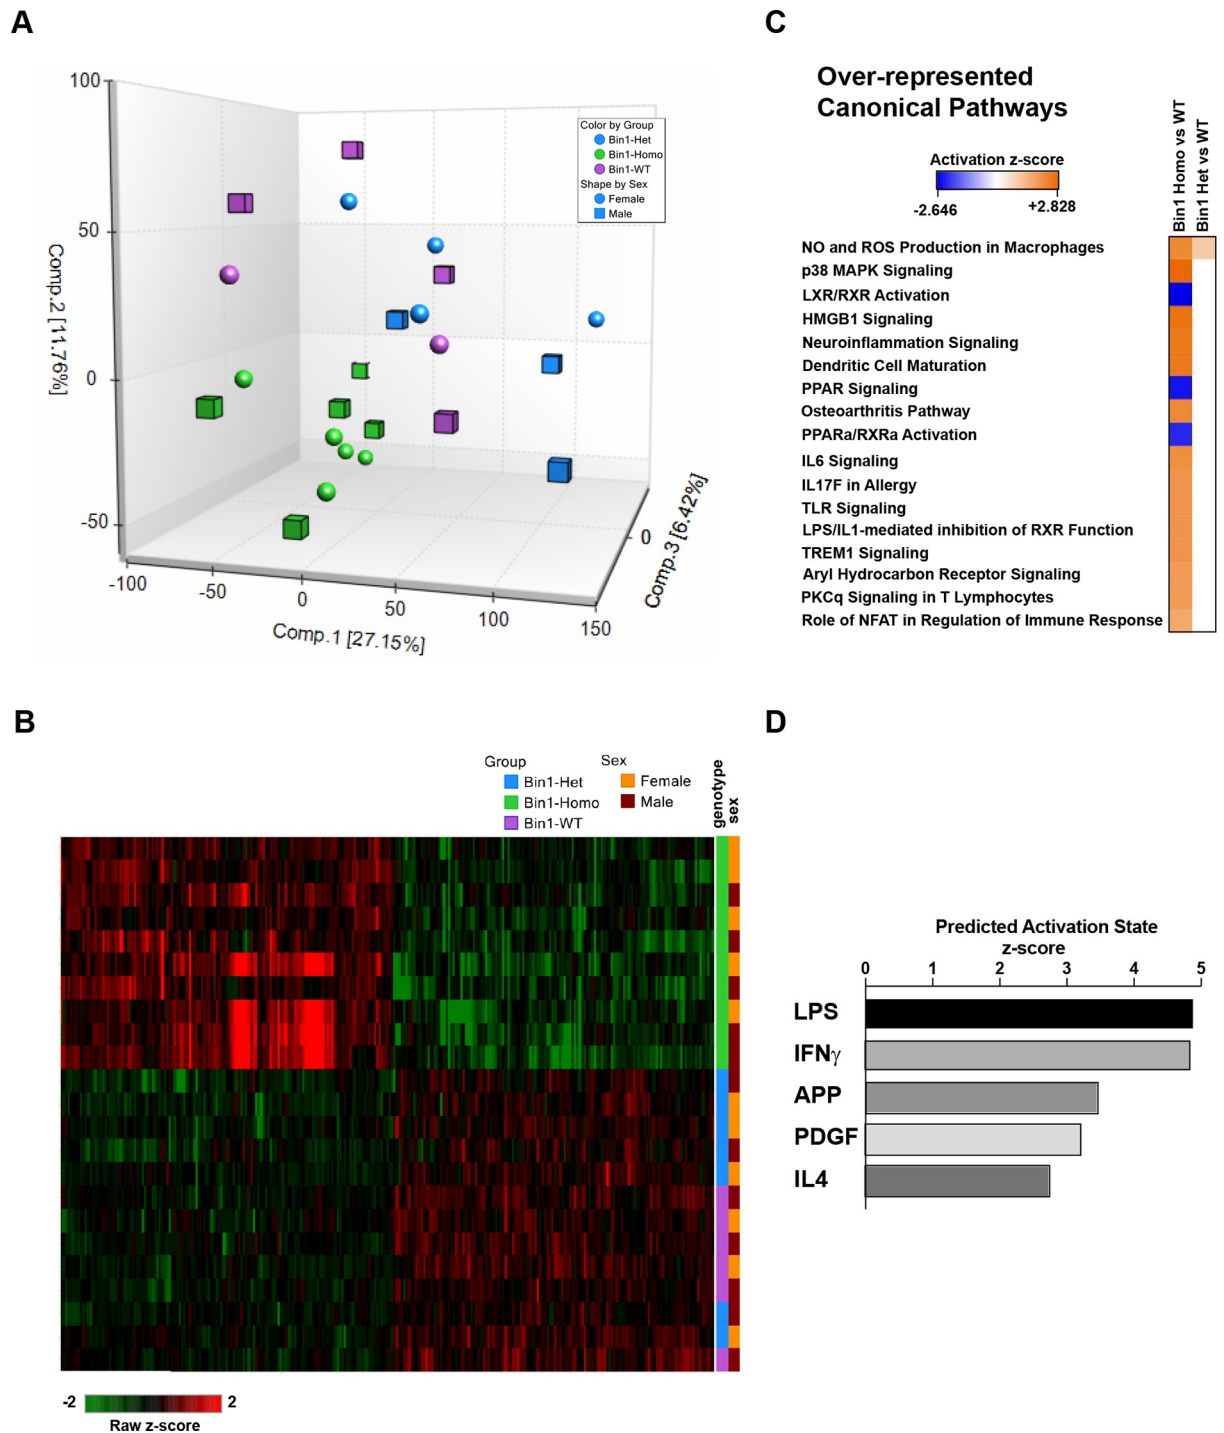 A
100
50
0
-50
Comp.2 [11.76%]
-100
-50
0
50
100
150
Comp.1 [27.15%]
0
Comp.3 [6.42%]
Color by Group
Bin1-Het
Bin1-Homo
Bin1-WT
Shape by Sex
Female
Male
C
Over-represented
Canonical Pathways
Activation z-score
-2.646
+2.828
Bin1 Homo vs WT
Bin1 Het vs WT
NO and ROS Production in Macrophages
p38 MAPK Signaling
LXR/RXR Activation
HMGB1 Signaling
Neuroinflammation Signaling
Dendritic Cell Maturation
PPAR Signaling
Osteoarthritis Pathway
PPARa/RXRa Activation
IL6 Signaling
IL17F in Allergy
TLR Signaling
LPS/IL1-mediated inhibition of RXR Function
TREM1 Signaling
Aryl Hydrocarbon Receptor Signaling
PKCq Signaling in T Lymphocytes
Role of NFAT in Regulation of Immune Response
B
Group
Bin1-Het
Bin1-Homo
Bin1-WT
Sex
Female
Male
genotype
sex
-2
2
Raw z-score
D
Predicted Activation State
z-score
0 1 2 3 4 5
LPS
IFNγ
APP
PDGF
IL4